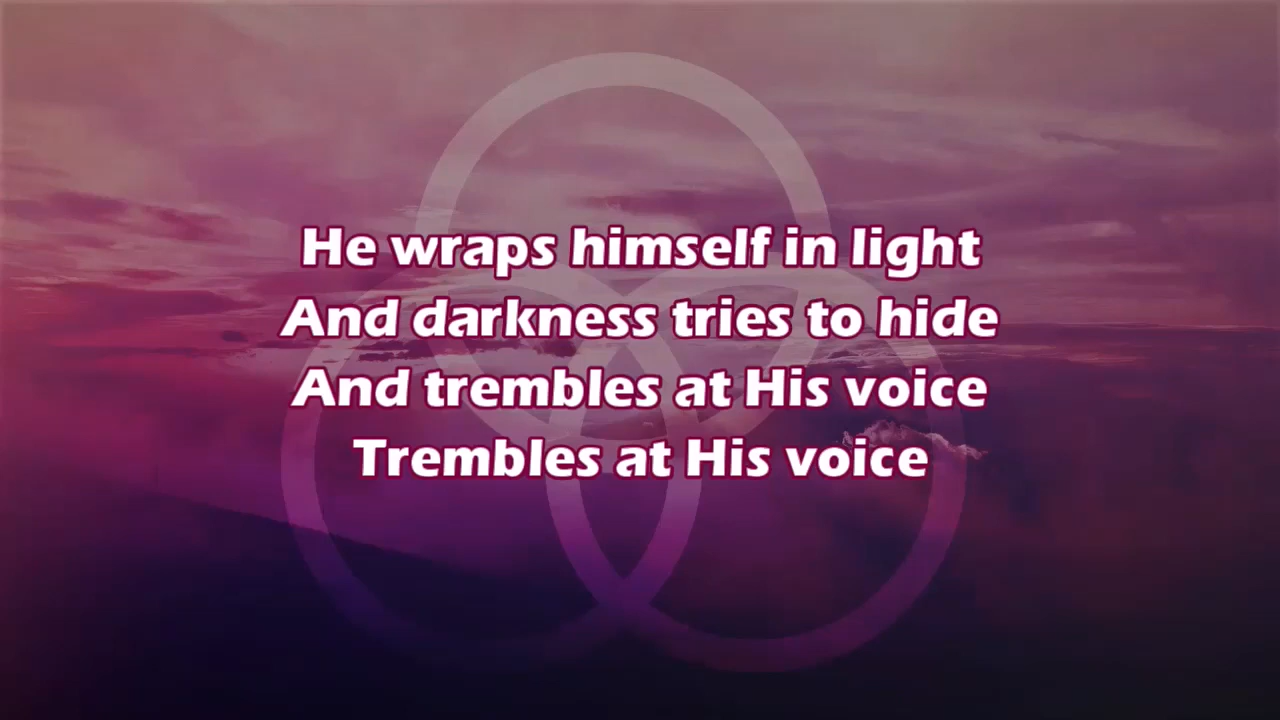 He wraps himself in light
And darkness tries to hide
And trembles at His voice
Trembles at His voice